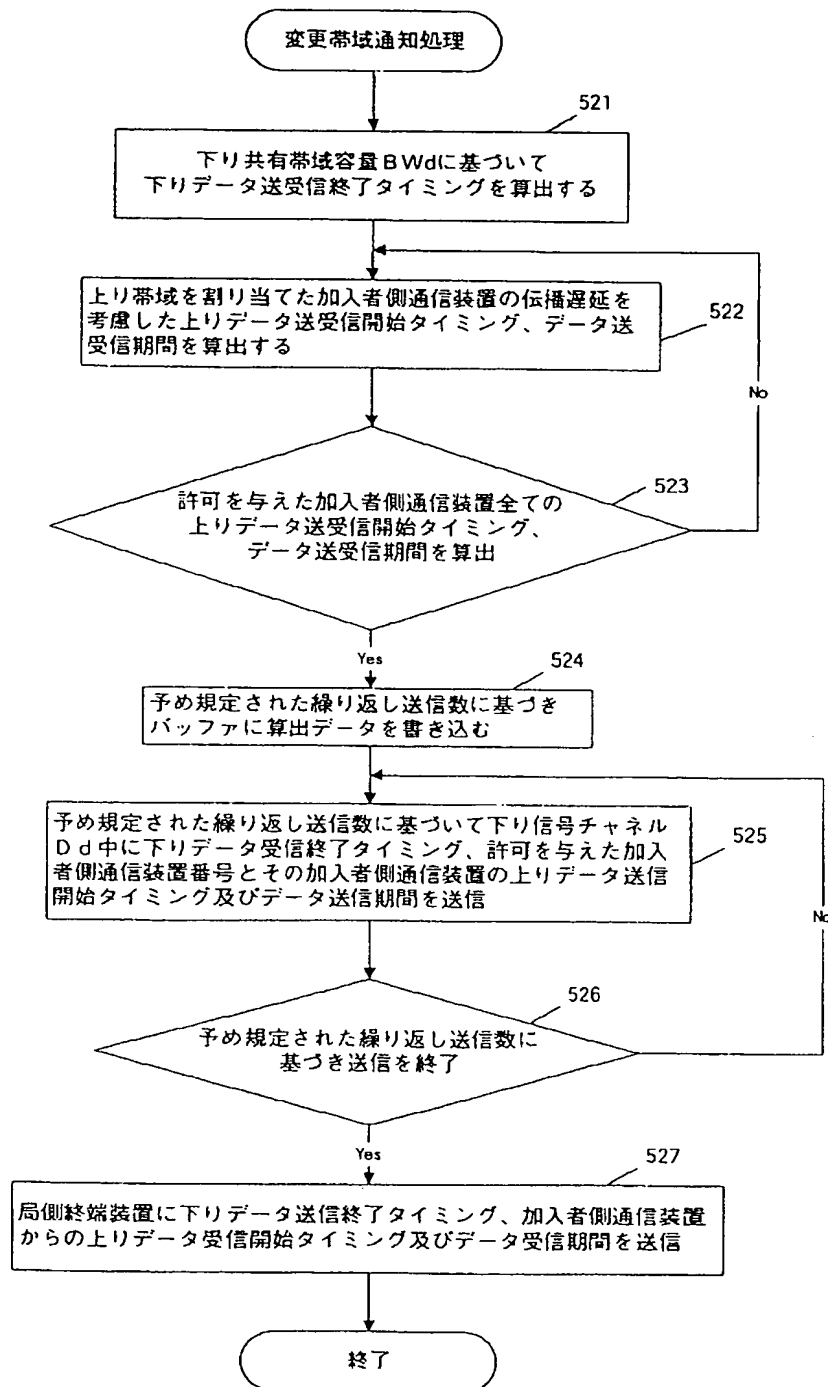 変更帯域通知処理
521
下り共有帯域容量BWdに基づいて
下りデータ送受信終了タイミングを算出する
上り帯域を割り当てた加入者側通信装置の伝播遅延を
考慮した上りデータ送受信開始タイミング、データ送
受信期間を算出する
522
No
523
許可を与えた加入者側通信装置全ての
上りデータ送受信開始タイミング、
データ送受信期間を算出
Yes
524
予め規定された繰り返し送信数に基づき
バッファに算出データを書き込む
予め規定された繰り返し送信数に基づいて下り信号チャネル
Dd中に下りデータ受信終了タイミング、許可を与えた加入
者側通信装置番号とその加入者側通信装置の上りデータ送信
開始タイミング及びデータ送信期間を送信
525
No
526
予め規定された繰り返し送信数に
基づき送信を終了
Yes
527
局側終端装置に下りデータ送信終了タイミング、加入者側通信装置
からの上りデータ受信開始タイミング及びデータ受信期間を送信
終了